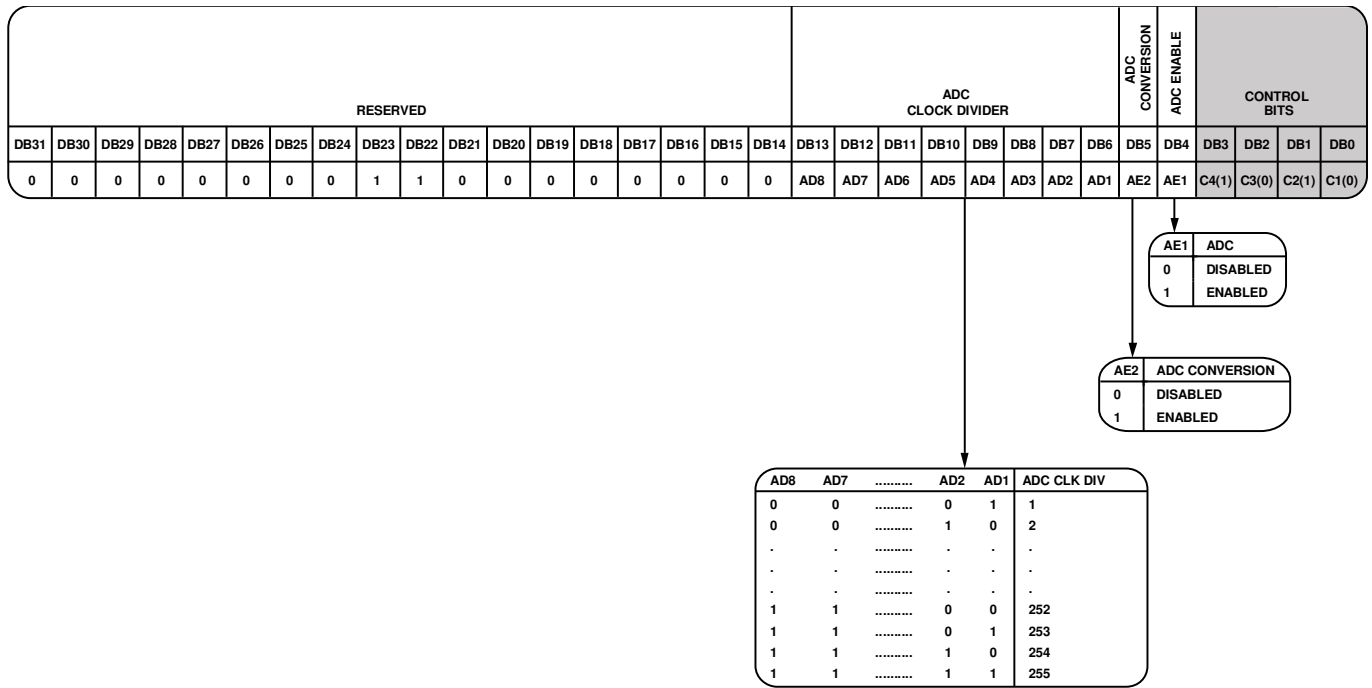 RESERVED
ADC
CLOCK DIVIDER
ADC
CONVERSION
ADC ENABLE
CONTROL
BITS
DB31 DB30 DB29 DB28 DB27 DB26 DB25 DB24 DB23 DB22 DB21 DB20 DB19 DB18 DB17 DB16 DB15 DB14 DB13 DB12 DB11 DB10 DB9 DB8 DB7 DB6 DB5 DB4 DB3 DB2 DB1 DB0
0 0 0 0 0 0 0 0 1 1 0 0 0 0 0 0 0 0 AD8 AD7 AD6 AD5 AD4 AD3 AD2 AD1 AE2 AE1 C4(1) C3(0) C2(1) C1(0)
AE1 ADC
0 DISABLED
1 ENABLED
AE2 ADC CONVERSION
0 DISABLED
1 ENABLED
AD8 AD7 .......... AD2 AD1 ADC CLK DIV
0 0 .......... 0 1 1
0 0 .......... 1 0 2
. . .......... . . .
. . .......... . . .
. . .......... . . .
1 1 .......... 0 0 252
1 1 .......... 0 1 253
1 1 .......... 1 0 254
1 1 .......... 1 1 255